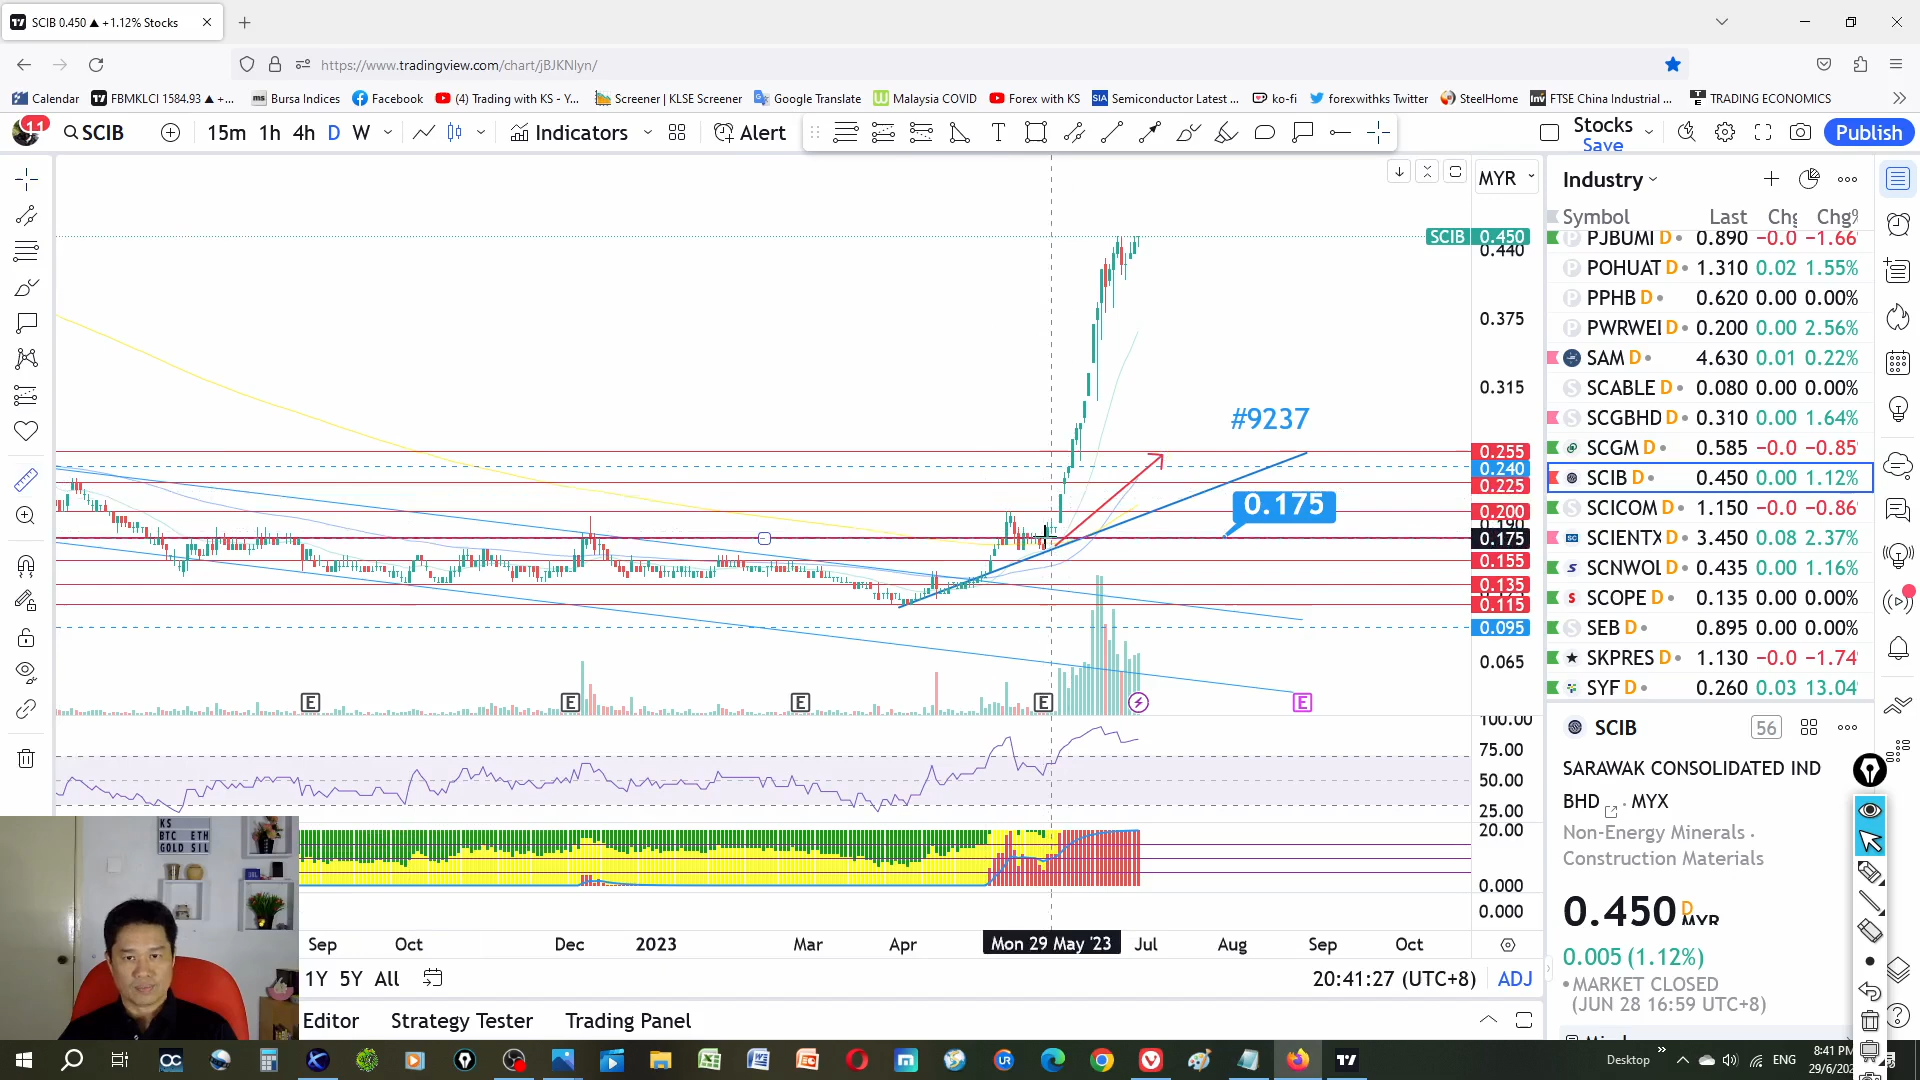 SCIB 0.450 ▲ +1.12% Stocks
https://www.tradingview.com/chart/jBJKNlyn/
Calendar
FBMKLCI 1584.93 ▲ +...
Bursa Indices
Facebook
(4) Trading with KS - Y...
Screener | KLSE Screener
Google Translate
Malaysia COVID
Forex with KS
Semiconductor Latest ...
ko-fi
forexwithks Twitter
SteelHome
FTSE China Industrial ...
TRADING ECONOMICS
11
SCIB
15m 1h 4h D W
Indicators
Alert
Stocks
Save
Publish
MYR
SCIB 0.450
0.440
0.375
0.315
0.255
0.240
0.225
0.200
0.190
0.175
0.155
0.135
0.115
0.095
0.065
#9237
0.175
E E E E E
100.00
75.00
50.00
25.00
20.00
0.000
0.000
Sep Oct Dec 2023 Mar Apr Mon 29 May '23 Jul Aug Sep Oct
1Y 5Y All
20:41:27 (UTC+8) ADJ
Editor Strategy Tester Trading Panel
Industry
Symbol Last Chg Chg%
PJBUMI D 0.890 −0.0 −1.66
POHUAT D 1.310 0.02 1.55%
PPHB D 0.620 0.00 0.00%
PWRWEL D 0.200 0.00 2.56%
SAM D 4.630 0.01 0.22%
SCABLE D 0.080 0.00 0.00%
SCGBHD D 0.310 0.00 1.64%
SCGM D 0.585 −0.0 −0.85
SCIB D 0.450 0.00 1.12%
SCICOM D 1.150 −0.0 −0.86
SCIENTX D 3.450 0.08 2.37%
SCNWOL D 0.435 0.00 1.16%
SCOPE D 0.135 0.00 0.00%
SEB D 0.895 0.00 0.00%
SKPRES D 1.130 −0.0 −1.74
SYF D 0.260 0.03 13.04
SCIB
56
SARAWAK CONSOLIDATED IND
BHD · MYX
Non-Energy Minerals ·
Construction Materials
0.450 D MYR
0.005 (1.12%)
MARKET CLOSED
(JUN 28 16:59 UTC+8)
KS
BTC ETH
GOLD SIL
Desktop
ENG
8:41 PM
29/6/202